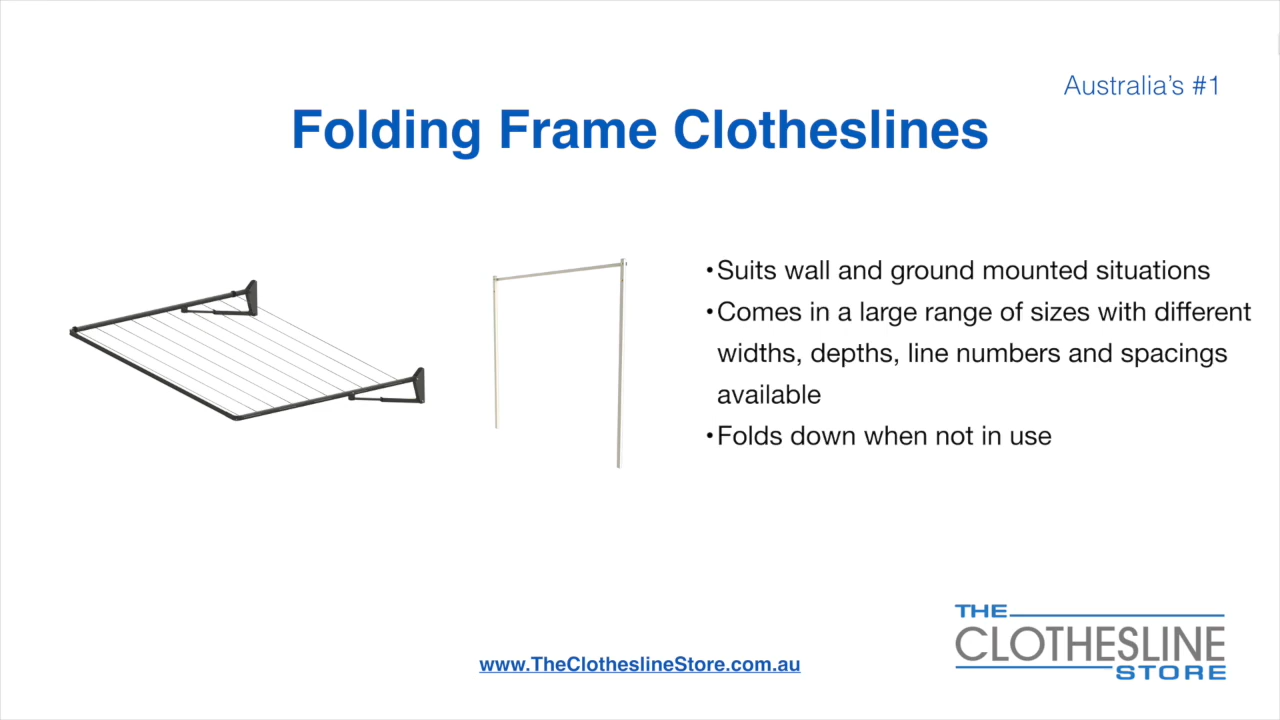 Australia's #1
Folding Frame Clotheslines
•Suits wall and ground mounted situations
•Comes in a large range of sizes with different
widths, depths, line numbers and spacings
available
•Folds down when not in use
THE
CLOTHESLINE
STORE
www.TheClotheslineStore.com.au